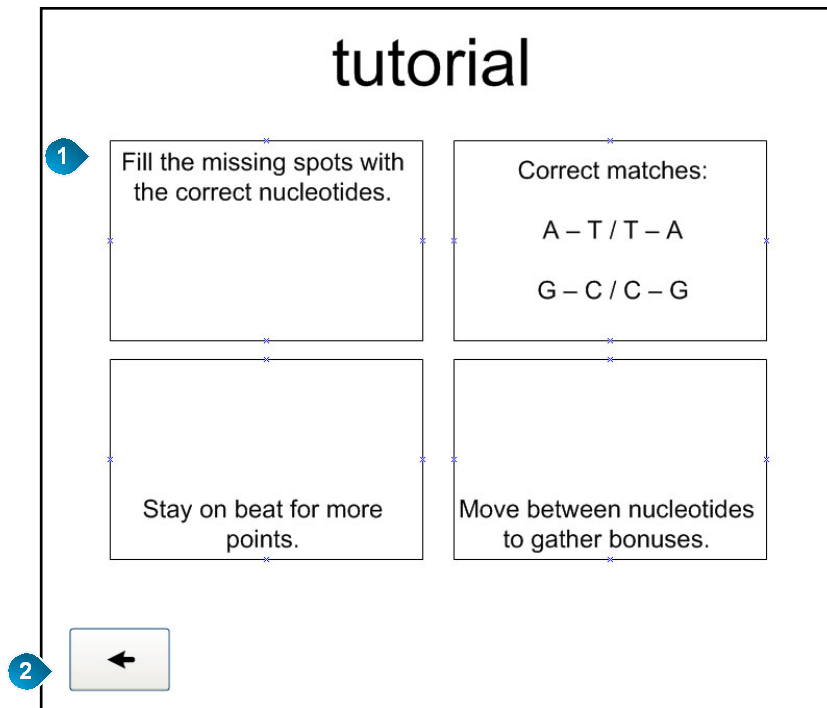 tutorial
1
Fill the missing spots with
the correct nucleotides.
Correct matches:
A – T / T – A
G – C / C – G
Stay on beat for more
points.
Move between nucleotides
to gather bonuses.
2